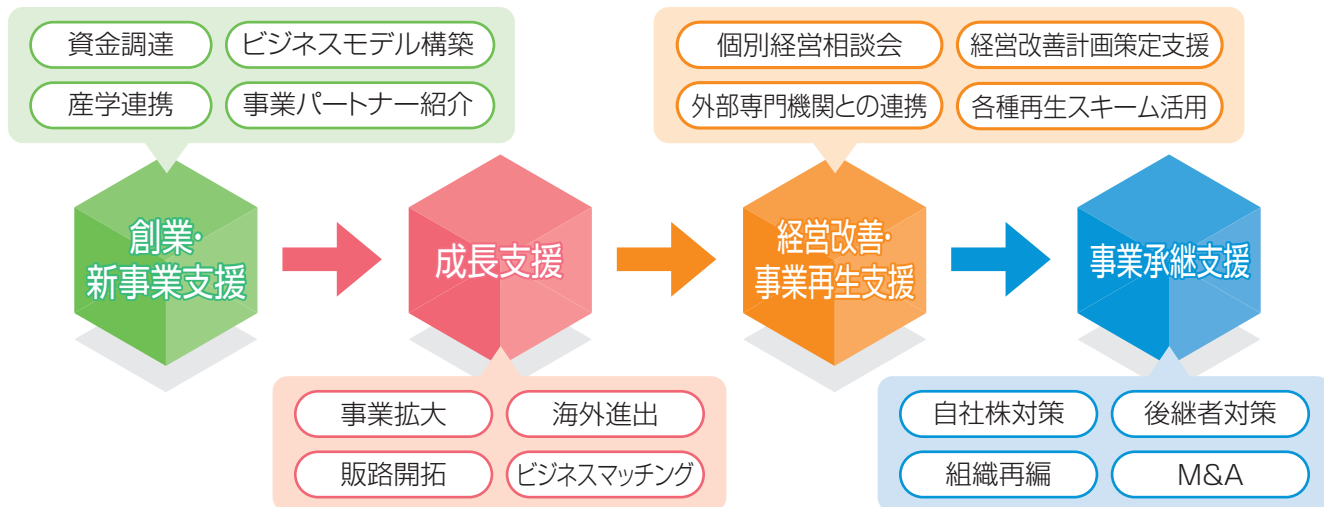 資金調達
ビジネスモデル構築
産学連携
事業パートナー紹介
個別経営相談会
経営改善計画策定支援
外部専門機関との連携
各種再生スキーム活用
創業・
新事業支援
成長支援
経営改善・
事業再生支援
事業承継支援
事業拡大
海外進出
販路開拓
ビジネスマッチング
自社株対策
後継者対策
組織再編
M&A